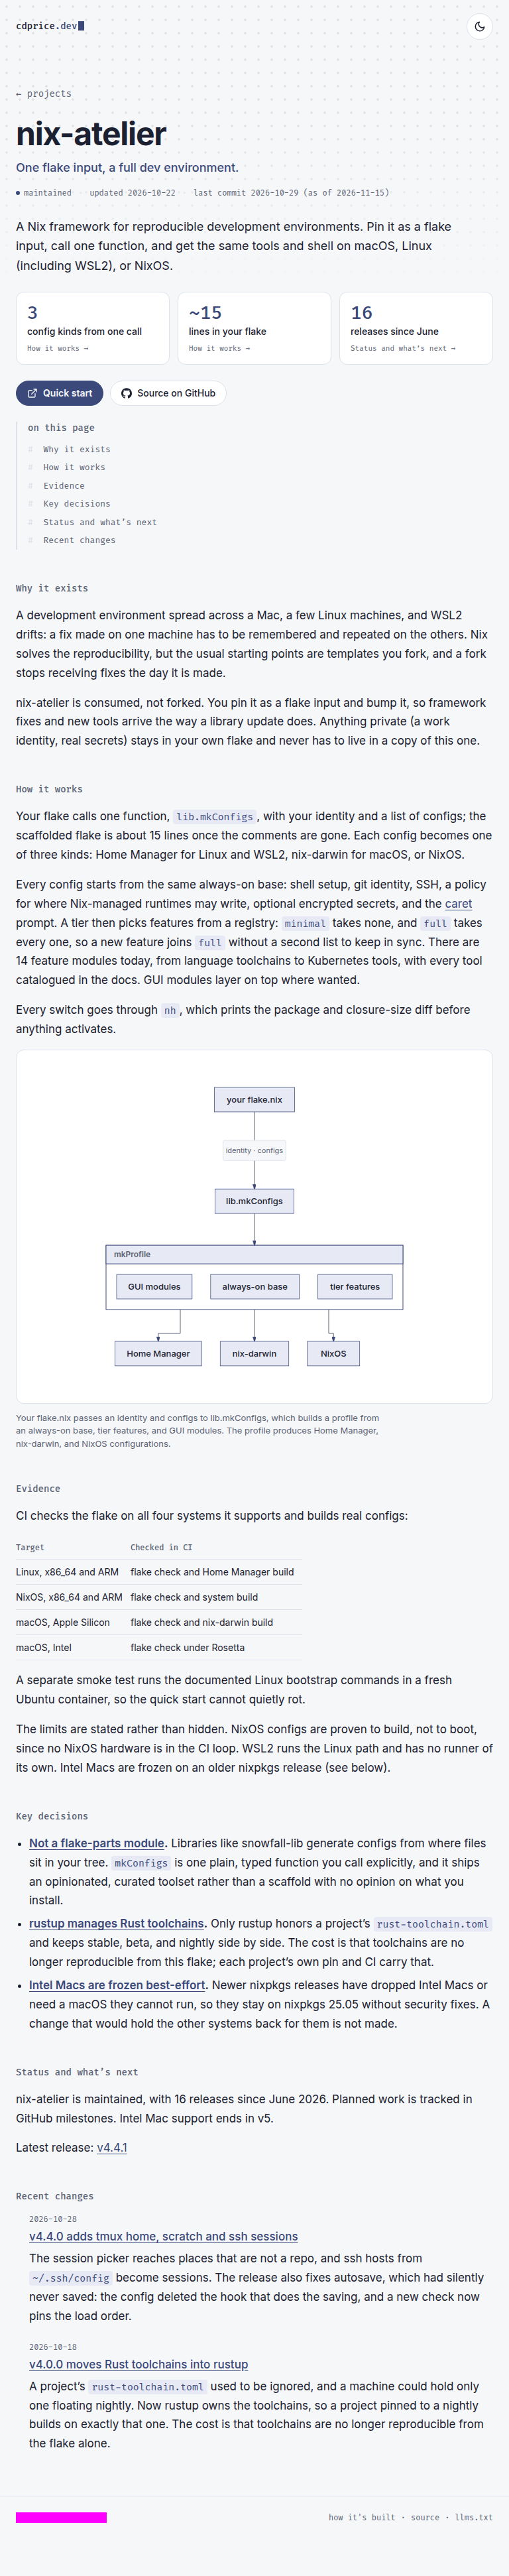 cdprice.dev
← projects
nix-atelier
One flake input, a full dev environment.
maintained · updated 2026-10-22 · last commit 2026-10-29 (as of 2026-11-15)
A Nix framework for reproducible development environments. Pin it as a flake
input, call one function, and get the same tools and shell on macOS, Linux
(including WSL2), or NixOS.
3
config kinds from one call
How it works →
~15
lines in your flake
How it works →
16
releases since June
Status and what's next →
Quick start
Source on GitHub
on this page
# Why it exists
# How it works
# Evidence
# Key decisions
# Status and what's next
# Recent changes
Why it exists
A development environment spread across a Mac, a few Linux machines, and WSL2
drifts: a fix made on one machine has to be remembered and repeated on the others. Nix
solves the reproducibility, but the usual starting points are templates you fork, and a fork
stops receiving fixes the day it is made.
nix-atelier is consumed, not forked. You pin it as a flake input and bump it, so framework
fixes and new tools arrive the way a library update does. Anything private (a work
identity, real secrets) stays in your own flake and never has to live in a copy of this one.
How it works
Your flake calls one function, lib.mkConfigs, with your identity and a list of configs; the
scaffolded flake is about 15 lines once the comments are gone. Each config becomes one
of three kinds: Home Manager for Linux and WSL2, nix-darwin for macOS, or NixOS.
Every config starts from the same always-on base: shell setup, git identity, SSH, a policy
for where Nix-managed runtimes may write, optional encrypted secrets, and the caret
prompt. A tier then picks features from a registry: minimal takes none, and full takes
every one, so a new feature joins full without a second list to keep in sync. There are
14 feature modules today, from language toolchains to Kubernetes tools, with every tool
catalogued in the docs. GUI modules layer on top where wanted.
Every switch goes through nh, which prints the package and closure-size diff before
anything activates.
your flake.nix
identity · configs
lib.mkConfigs
mkProfile
GUI modules
always-on base
tier features
Home Manager
nix-darwin
NixOS
Your flake.nix passes an identity and configs to lib.mkConfigs, which builds a profile from
an always-on base, tier features, and GUI modules. The profile produces Home Manager,
nix-darwin, and NixOS configurations.
Evidence
CI checks the flake on all four systems it supports and builds real configs:
Target Checked in CI
Linux, x86_64 and ARM flake check and Home Manager build
NixOS, x86_64 and ARM flake check and system build
macOS, Apple Silicon flake check and nix-darwin build
macOS, Intel flake check under Rosetta
A separate smoke test runs the documented Linux bootstrap commands in a fresh
Ubuntu container, so the quick start cannot quietly rot.
The limits are stated rather than hidden. NixOS configs are proven to build, not to boot,
since no NixOS hardware is in the CI loop. WSL2 runs the Linux path and has no runner of
its own. Intel Macs are frozen on an older nixpkgs release (see below).
Key decisions
• Not a flake-parts module. Libraries like snowfall-lib generate configs from where files
sit in your tree. mkConfigs is one plain, typed function you call explicitly, and it ships
an opinionated, curated toolset rather than a scaffold with no opinion on what you
install.
• rustup manages Rust toolchains. Only rustup honors a project's rust-toolchain.toml
and keeps stable, beta, and nightly side by side. The cost is that toolchains are no
longer reproducible from this flake; each project's own pin and CI carry that.
• Intel Macs are frozen best-effort. Newer nixpkgs releases have dropped Intel Macs or
need a macOS they cannot run, so they stay on nixpkgs 25.05 without security fixes. A
change that would hold the other systems back for them is not made.
Status and what's next
nix-atelier is maintained, with 16 releases since June 2026. Planned work is tracked in
GitHub milestones. Intel Mac support ends in v5.
Latest release: v4.4.1
Recent changes
2026-10-28
v4.4.0 adds tmux home, scratch and ssh sessions
The session picker reaches places that are not a repo, and ssh hosts from
~/.ssh/config become sessions. The release also fixes autosave, which had silently
never saved: the config deleted the hook that does the saving, and a new check now
pins the load order.
2026-10-18
v4.0.0 moves Rust toolchains into rustup
A project's rust-toolchain.toml used to be ignored, and a machine could hold only
one floating nightly. Now rustup owns the toolchains, so a project pinned to a nightly
builds on exactly that one. The cost is that toolchains are no longer reproducible from
the flake alone.
how it's built · source · llms.txt